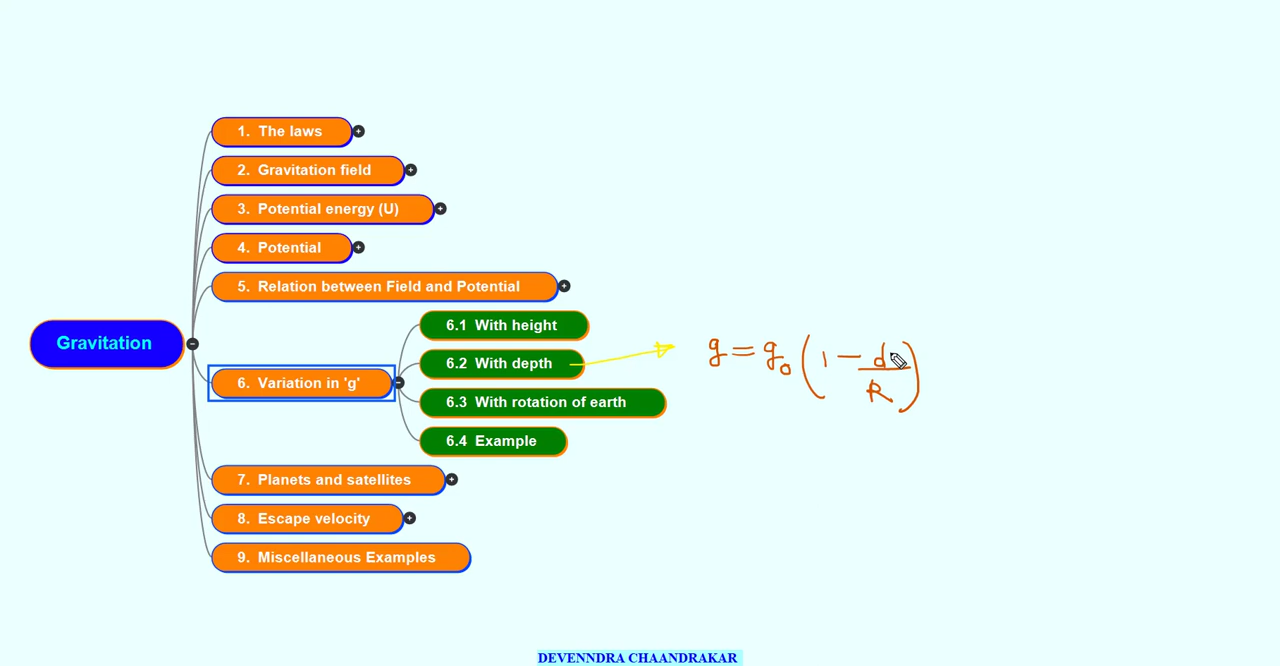 1. The laws
2. Gravitation field
3. Potential energy (U)
4. Potential
5. Relation between Field and Potential
Gravitation
6. Variation in 'g'
6.1 With height
6.2 With depth
6.3 With rotation of earth
6.4 Example
g = g₀ (1 - d/R)
7. Planets and satellites
8. Escape velocity
9. Miscellaneous Examples
DEVENNDRA CHAANDRAKAR